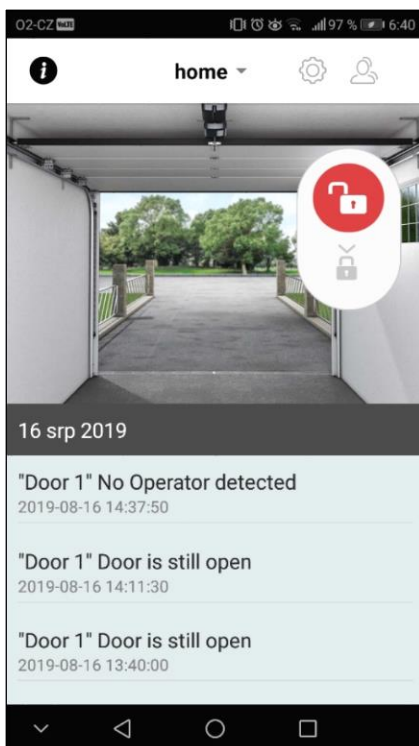 O2-CZ VoLTE 97 % 6:40
i home
16 srp 2019
"Door 1" No Operator detected
2019-08-16 14:37:50
"Door 1" Door is still open
2019-08-16 14:11:30
"Door 1" Door is still open
2019-08-16 13:40:00